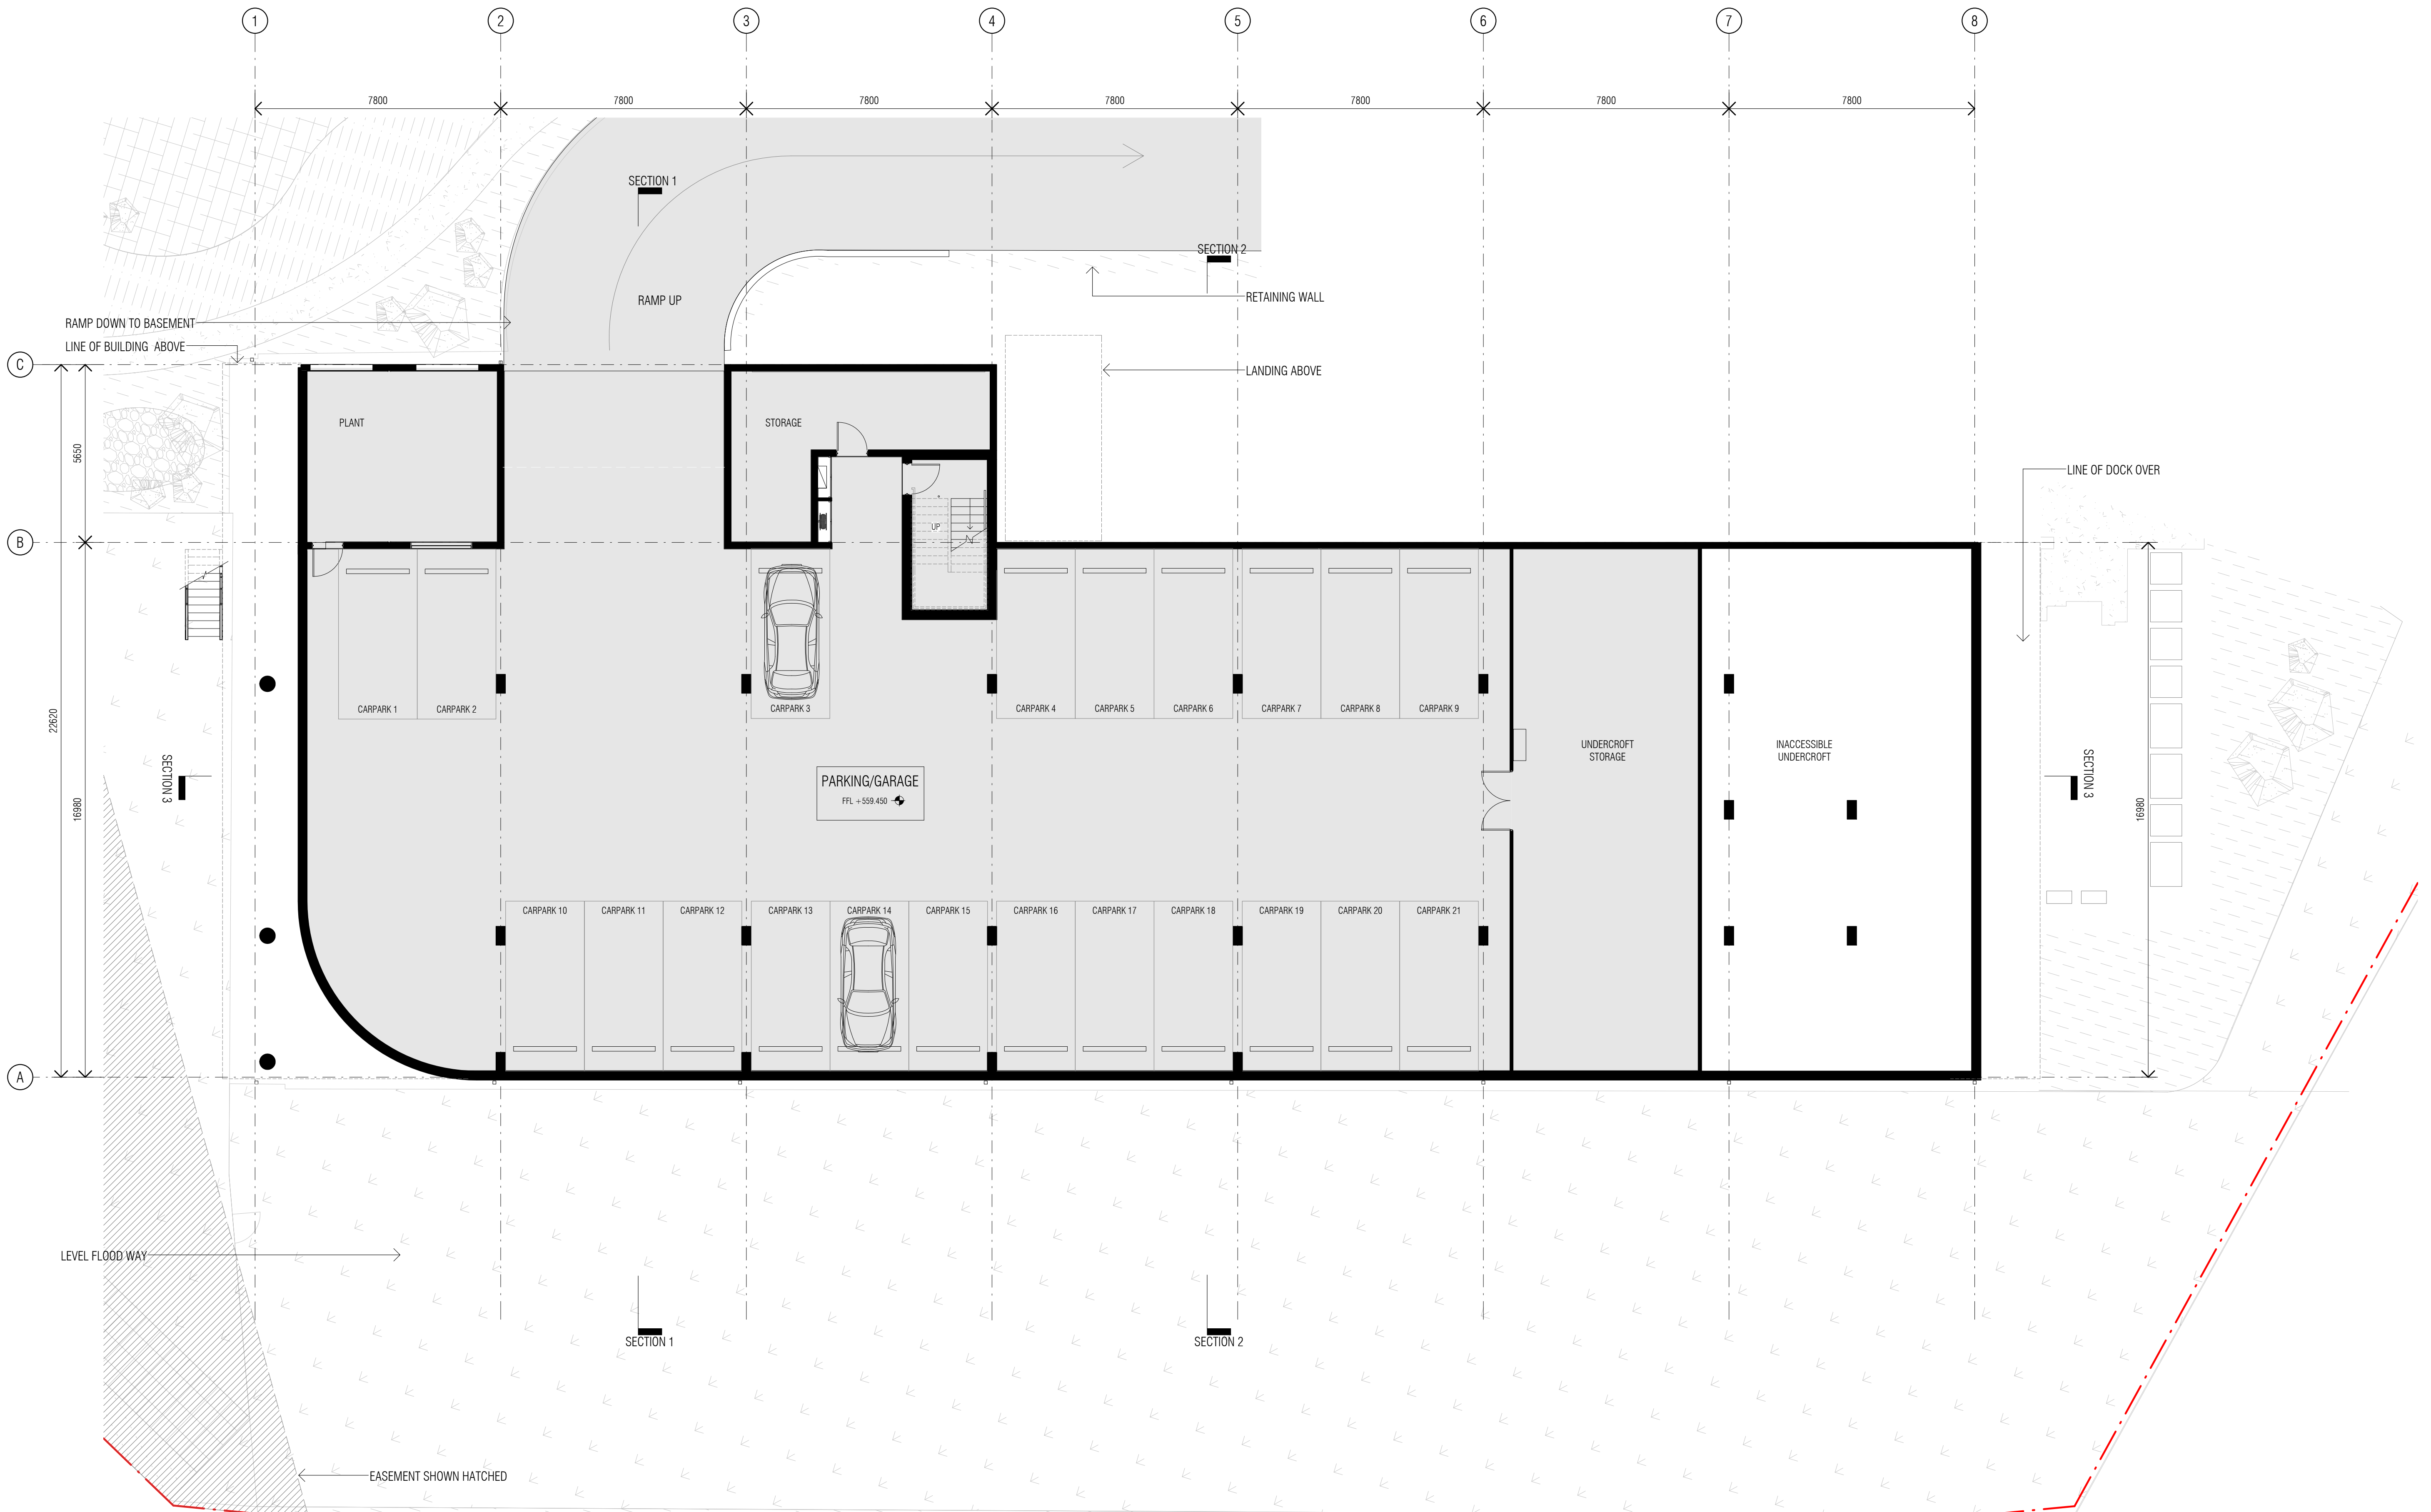 1
2
3
4
5
6
7
8
7800
7800
7800
7800
7800
7800
7800
SECTION 1
SECTION 2
RAMP UP
RETAINING WALL
RAMP DOWN TO BASEMENT
LINE OF BUILDING ABOVE
C
LANDING ABOVE
PLANT
STORAGE
5650
LINE OF DOCK OVER
UP
B
CARPARK 1
CARPARK 2
CARPARK 3
CARPARK 4
CARPARK 5
CARPARK 6
CARPARK 7
CARPARK 8
CARPARK 9
22620
UNDERCROFT
STORAGE
INACCESSIBLE
UNDERCROFT
SECTION 3
SECTION 3
PARKING/GARAGE
FFL +559.450
16980
16980
CARPARK 10
CARPARK 11
CARPARK 12
CARPARK 13
CARPARK 14
CARPARK 15
CARPARK 16
CARPARK 17
CARPARK 18
CARPARK 19
CARPARK 20
CARPARK 21
A
LEVEL FLOOD WAY
SECTION 1
SECTION 2
EASEMENT SHOWN HATCHED